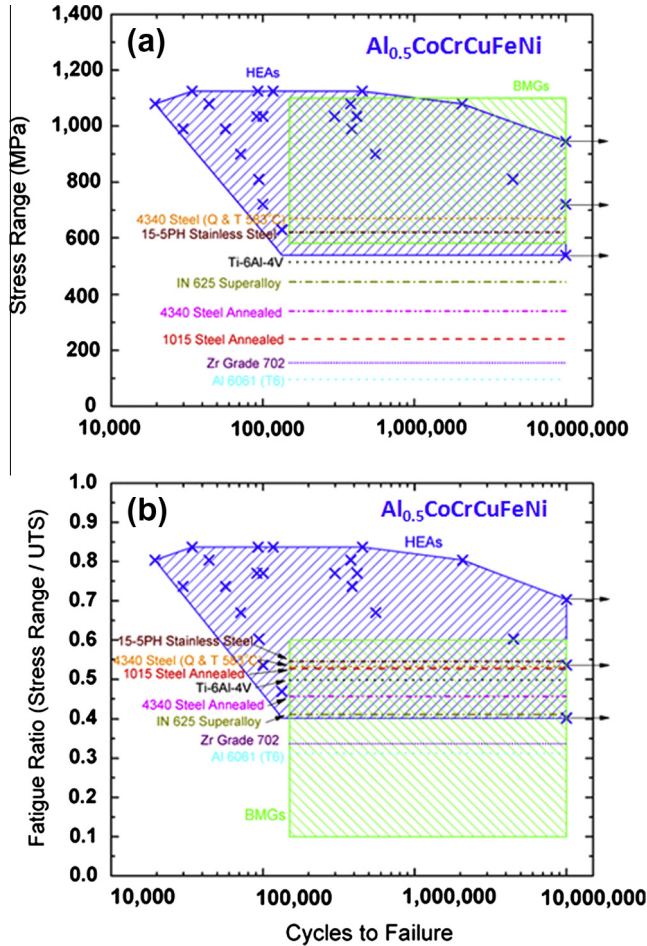 (a)
Al0.5CoCrCuFeNi
HEAs
BMGs
1,400
1,200
1,000
800
600
400
200
0
Stress Range (MPa)
4340 Steel (Q & T 583°C)
15-5PH Stainless Steel
Ti-6Al-4V
IN 625 Superalloy
4340 Steel Annealed
1015 Steel Annealed
Zr Grade 702
Al 6061 (T6)
10,000 100,000 1,000,000 10,000,000
(b)
Al0.5CoCrCuFeNi
HEAs
1.0
0.9
0.8
0.7
0.6
0.5
0.4
0.3
0.2
0.1
0.0
Fatigue Ratio (Stress Range / UTS)
15-5PH Stainless Steel
4340 Steel (Q & T 583°C)
1015 Steel Annealed
Ti-6Al-4V
4340 Steel Annealed
IN 625 Superalloy
Zr Grade 702
Al 6061 (T6)
BMGs
10,000 100,000 1,000,000 10,000,000
Cycles to Failure